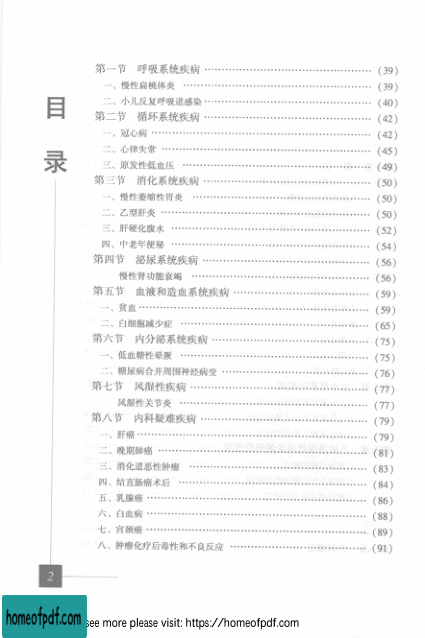 目录
第一节 呼吸系统疾病 (39)
一、慢性扁桃体炎 (39)
二、小儿反复呼吸道感染 (40)
第二节 循环系统疾病 (42)
一、冠心病 (42)
二、心律失常 (45)
三、原发性低血压 (49)
第三节 消化系统疾病 (50)
一、慢性萎缩性胃炎 (50)
二、乙型肝炎 (50)
三、肝硬化腹水 (52)
四、中老年便秘 (54)
第四节 泌尿系统疾病 (56)
慢性肾功能衰竭 (56)
第五节 血液和造血系统疾病 (59)
一、贫血 (59)
二、白细胞减少症 (65)
第六节 内分泌系统疾病 (75)
一、低血糖性晕厥 (75)
二、糖尿病合并周围神经病变 (76)
第七节 风湿性疾病 (77)
风湿性关节炎 (77)
第八节 内科疑难疾病 (79)
一、肝癌 (79)
二、晚期肺癌 (81)
三、消化道恶性肿瘤 (83)
四、结直肠癌术后 (84)
五、乳腺癌 (86)
六、白血病 (88)
七、宫颈癌 (89)
八、肿瘤化疗后毒性和不良反应 (91)
2
homeofpdf.com
see more please visit: https://homeofpdf.com